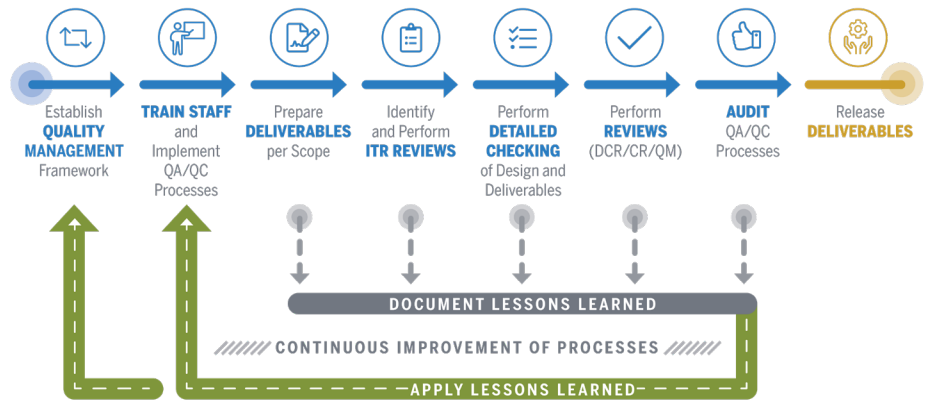 Establish
QUALITY
MANAGEMENT
Framework
TRAIN STAFF
and
Implement
QA/QC
Processes
Prepare
DELIVERABLES
per Scope
Identify
and Perform
ITR REVIEWS
Perform
DETAILED
CHECKING
of Design and
Deliverables
Perform
REVIEWS
(DCR/CR/QM)
AUDIT
QA/QC
Processes
Release
DELIVERABLES
DOCUMENT LESSONS LEARNED
CONTINUOUS IMPROVEMENT OF PROCESSES
APPLY LESSONS LEARNED